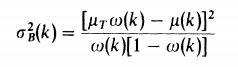 σ²_B(k) = [μ_T ω(k) − μ(k)]² / ω(k)[1 − ω(k)]